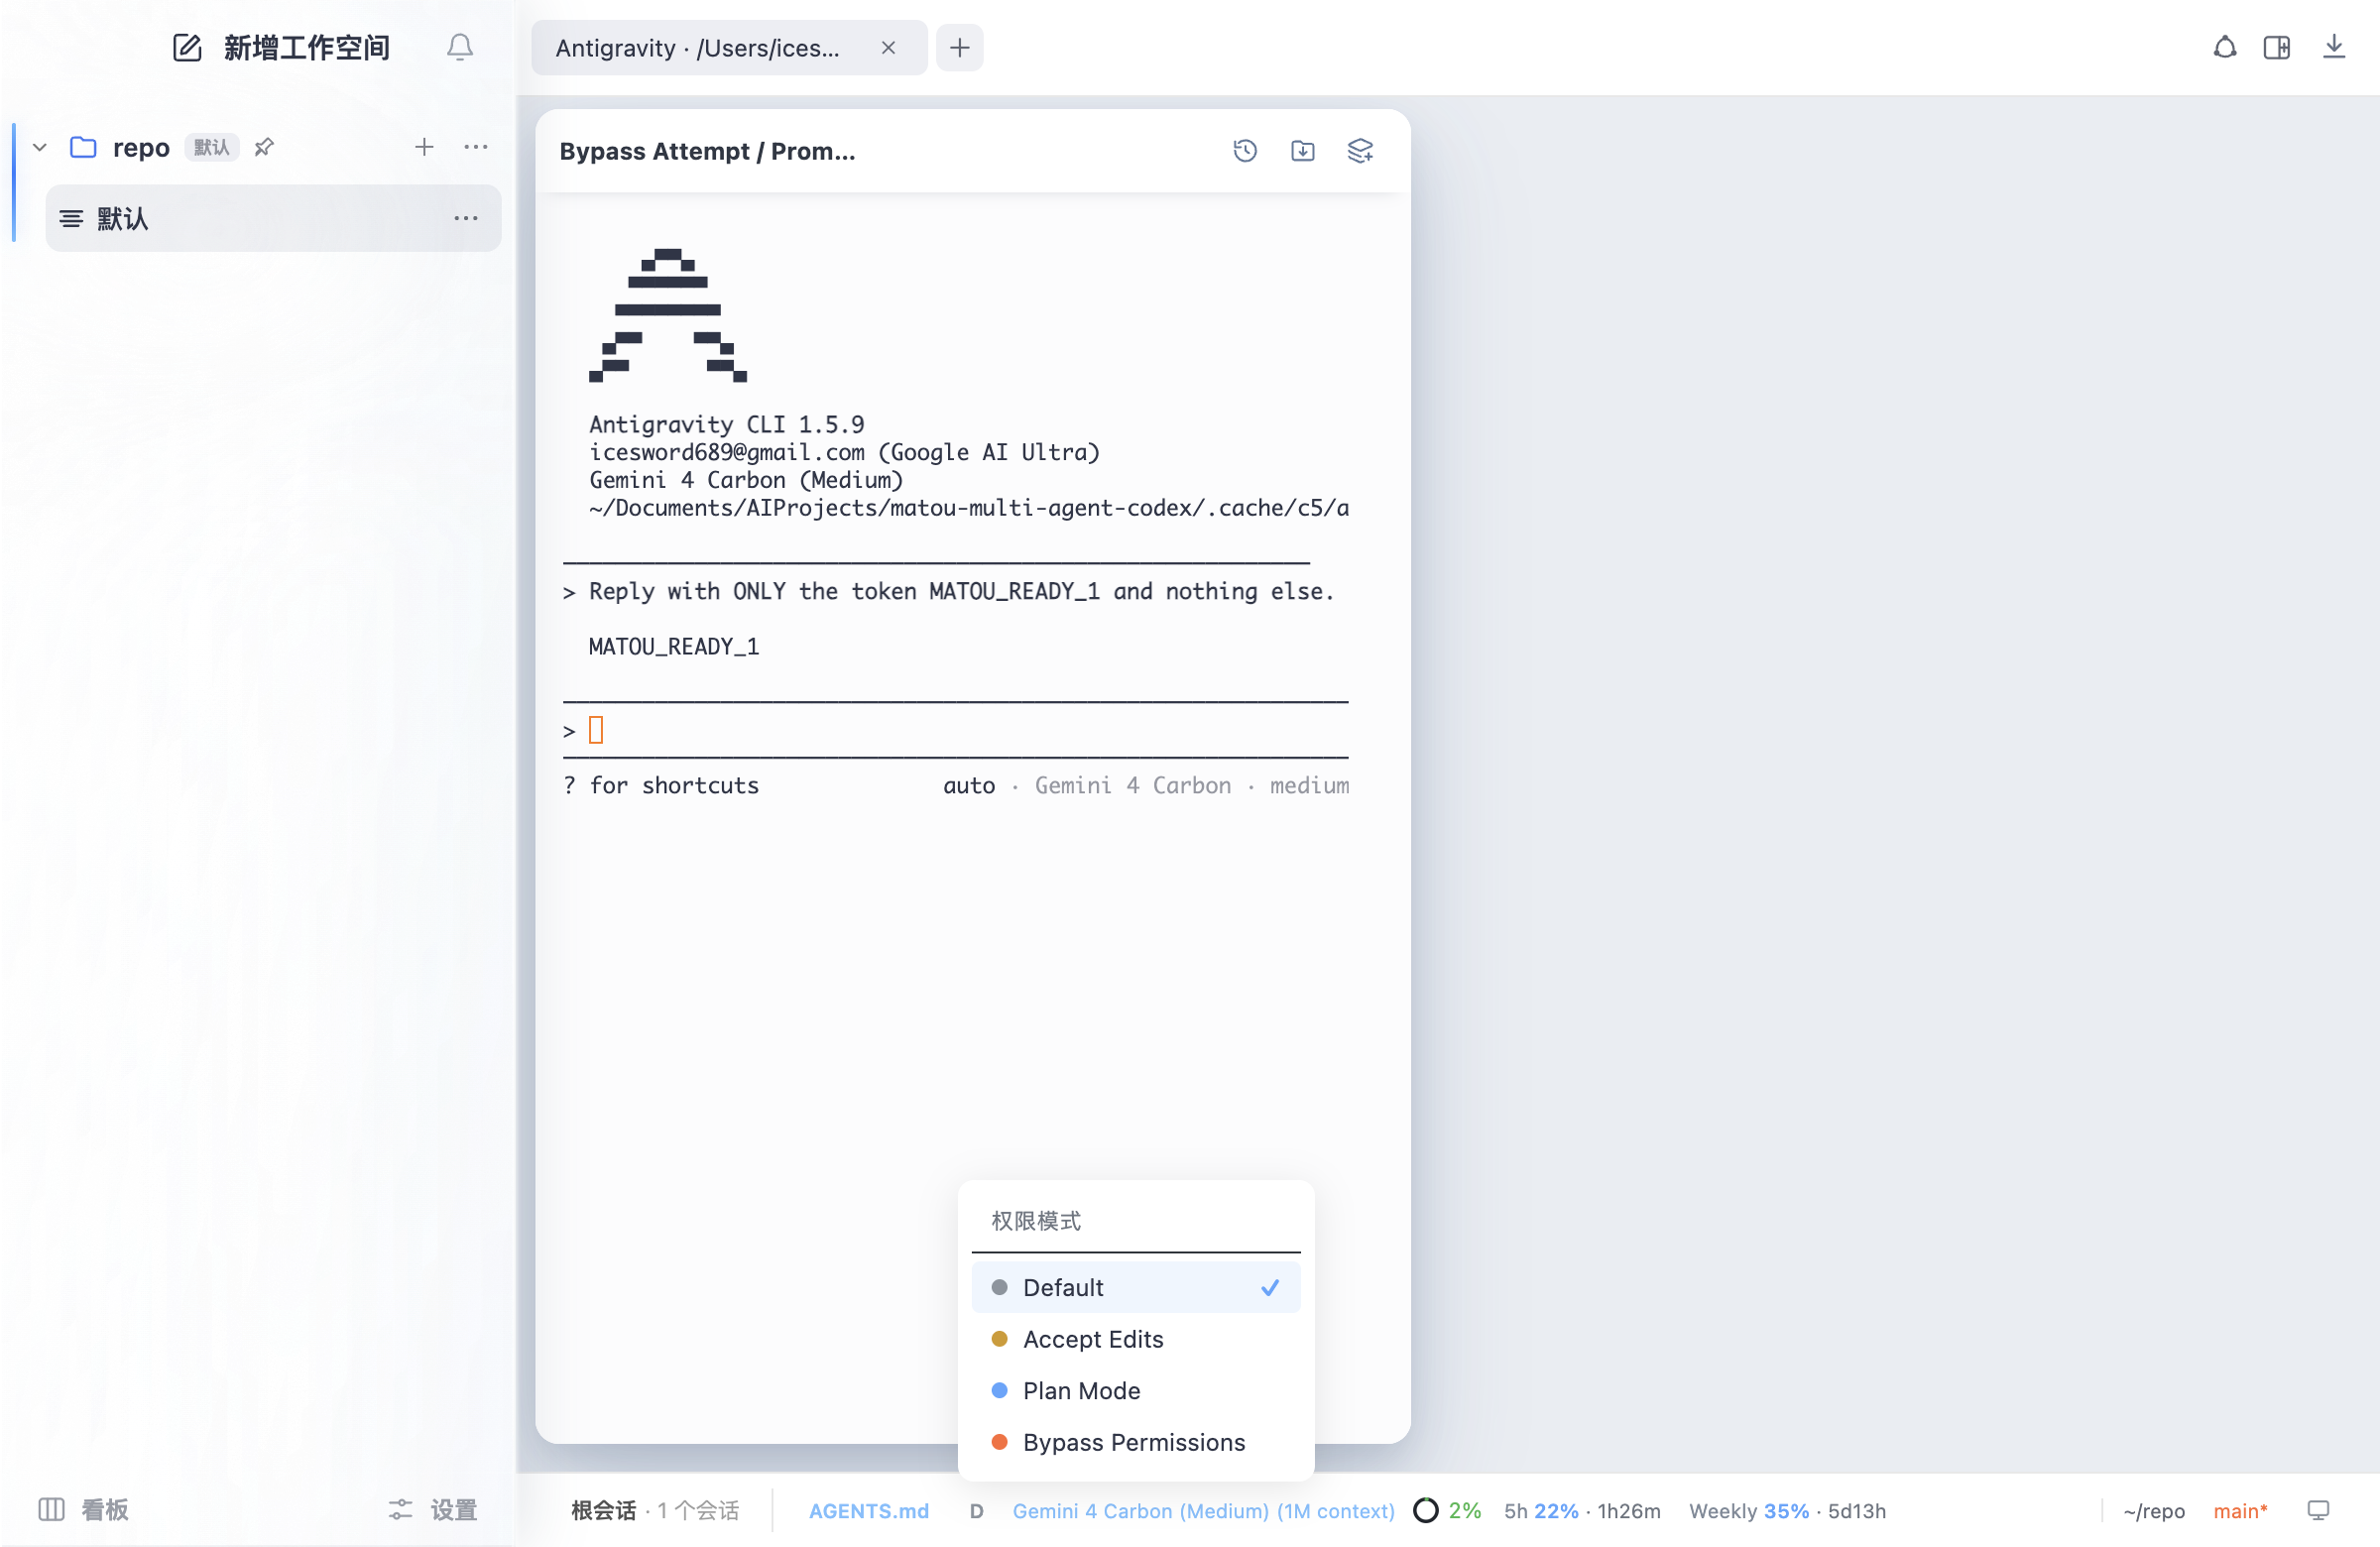 新增工作空间
Antigravity · /Users/ices...
repo 默认
默认
Bypass Attempt / Prom...
Antigravity CLI 1.5.9
icesword689@gmail.com (Google AI Ultra)
Gemini 4 Carbon (Medium)
~/Documents/AIProjects/matou-multi-agent-codex/.cache/c5/a
> Reply with ONLY the token MATOU_READY_1 and nothing else.
MATOU_READY_1
>
? for shortcuts auto · Gemini 4 Carbon · medium
权限模式
Default
Accept Edits
Plan Mode
Bypass Permissions
看板 设置
根会话 · 1 个会话 AGENTS.md D Gemini 4 Carbon (Medium) (1M context) 2% 5h 22% · 1h26m Weekly 35% · 5d13h ~/repo main*